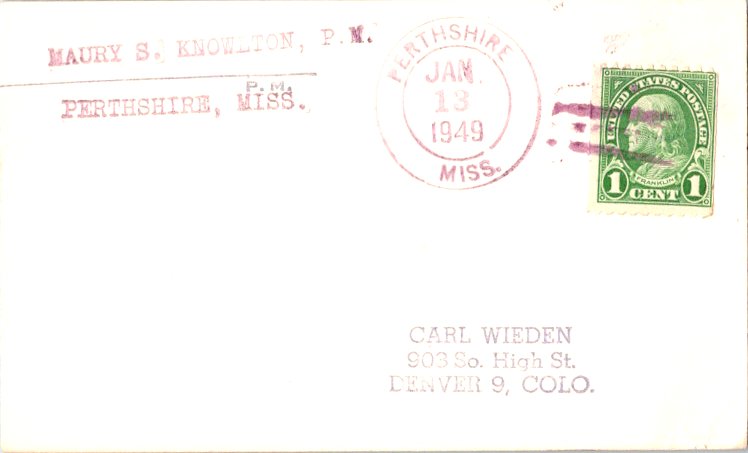 MAURY S. KNOWLTON, P.M.
P.M.
PERTHSHIRE, MISS.
PERTHSHIRE
JAN
13
1949
MISS.
UNITED STATES POSTAGE
FRANKLIN
1 CENT 1
CARL WIEDEN
903 So. High St.
DENVER 9, COLO.